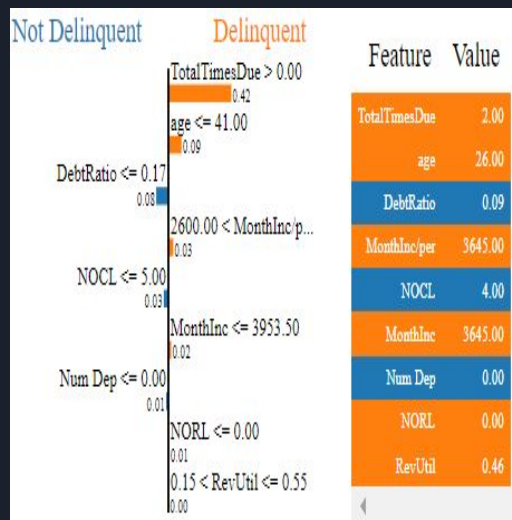 Not Delinquent Delinquent
TotalTimesDue > 0.00
0.42
age <= 41.00
0.09
DebtRatio <= 0.17
0.08
2600.00 < MonthInc/p...
0.03
NOCL <= 5.00
0.03
MonthInc <= 3953.50
0.02
Num Dep <= 0.00
0.01
NORL <= 0.00
0.01
0.15 < RevUtil <= 0.55
0.00
Feature Value
TotalTimesDue 2.00
age 26.00
DebtRatio 0.09
MonthInc/per 3645.00
NOCL 4.00
MonthInc 3645.00
Num Dep 0.00
NORL 0.00
RevUtil 0.46